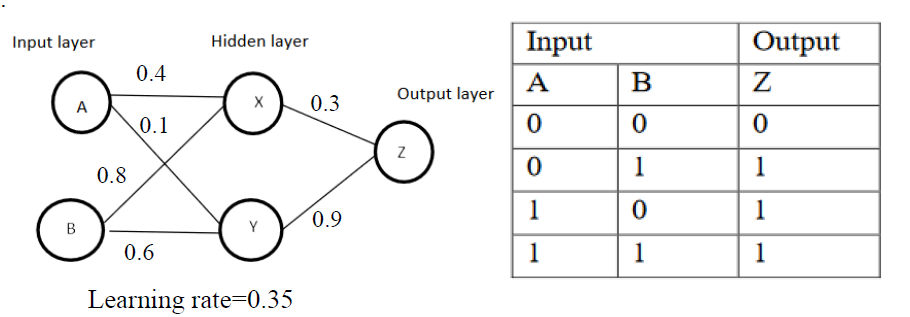 .
Input layer
Hidden layer
Output layer
A
B
X
Y
Z
0.4
0.1
0.8
0.6
0.3
0.9
Learning rate=0.35
Input Output
A B Z
0 0 0
0 1 1
1 0 1
1 1 1